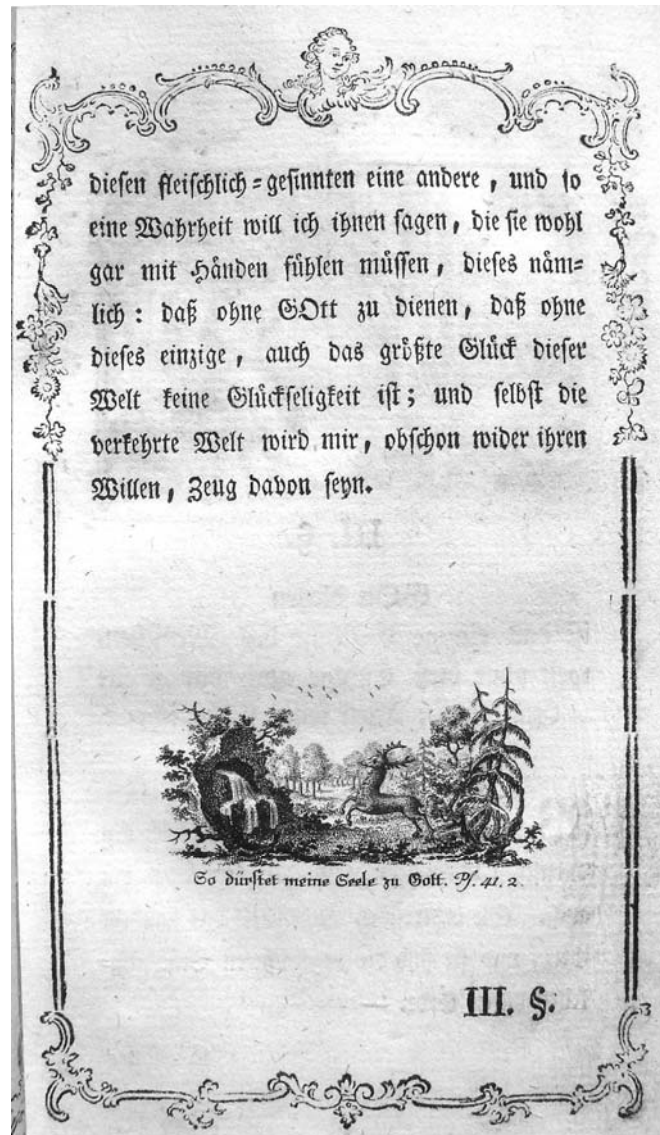 diesen fleischlich=gesinnten eine andere, und so
eine Wahrheit will ich ihnen sagen, die sie wohl
gar mit Händen fühlen müssen, dieses näm=
lich: daß ohne GOtt zu dienen, daß ohne
dieses einzige, auch das größte Glück dieser
Welt keine Glückseligkeit ist; und selbst die
verkehrte Welt wird mir, obschon wider ihren
Willen, Zeug davon seyn.
So dürstet meine Seele zu Gott. Ps. 41. 2.
III. §.